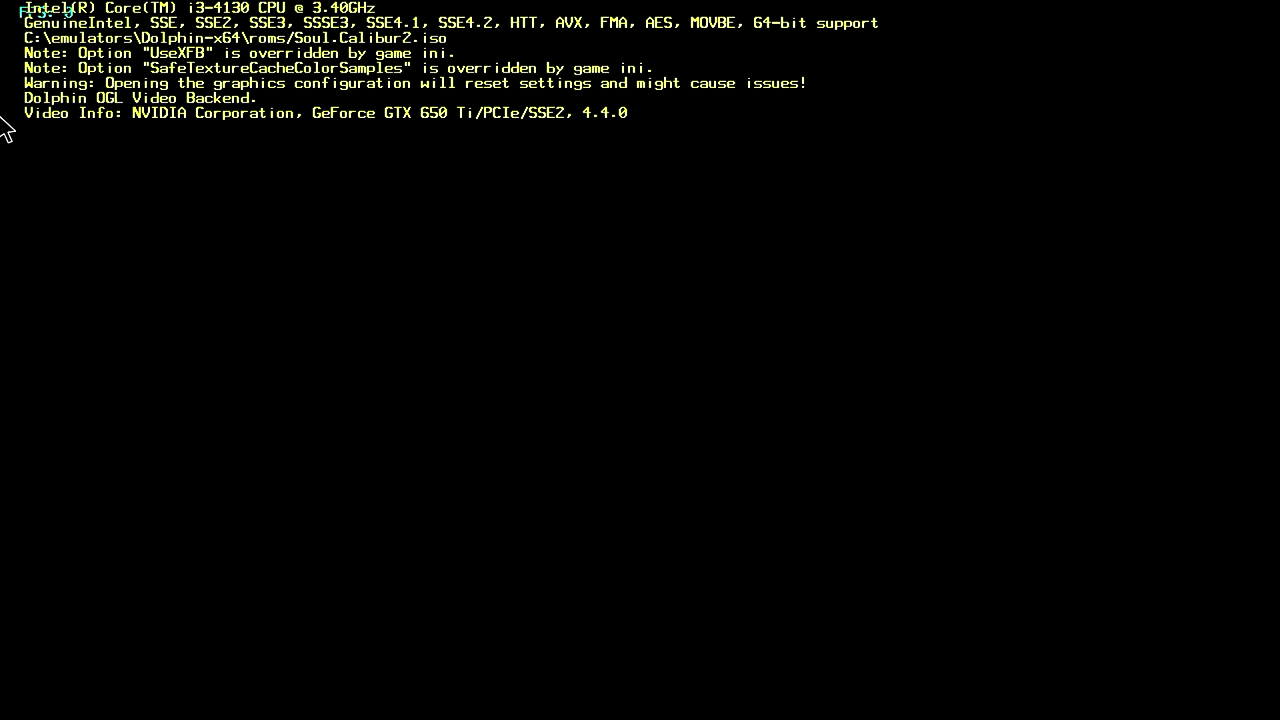 Intel(R) Core(TM) i3-4130 CPU @ 3.40GHz
GenuineIntel, SSE, SSE2, SSE3, SSSE3, SSE4.1, SSE4.2, HTT, AVX, FMA, AES, MOVBE, 64-bit support
C:\emulators\Dolphin-x64\roms/Soul.Calibur2.iso
Note: Option "UseXFB" is overridden by game ini.
Note: Option "SafeTextureCacheColorSamples" is overridden by game ini.
Warning: Opening the graphics configuration will reset settings and might cause issues!
Dolphin OGL Video Backend.
Video Info: NVIDIA Corporation, GeForce GTX 650 Ti/PCIe/SSE2, 4.4.0